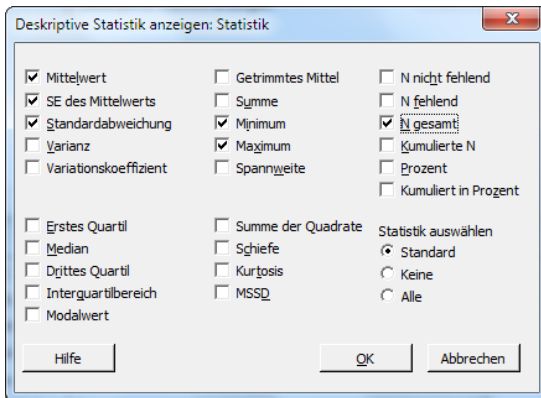 Deskriptive Statistik anzeigen: Statistik
Mittelwert
SE des Mittelwerts
Standardabweichung
Varianz
Variationskoeffizient
Getrimmtes Mittel
Summe
Minimum
Maximum
Spannweite
N nicht fehlend
N fehlend
N gesamt
Kumulierte N
Prozent
Kumuliert in Prozent
Erstes Quartil
Median
Drittes Quartil
Interquartilbereich
Modalwert
Summe der Quadrate
Schiefe
Kurtosis
MSSD
Statistik auswählen
Standard
Keine
Alle
Hilfe
OK
Abbrechen